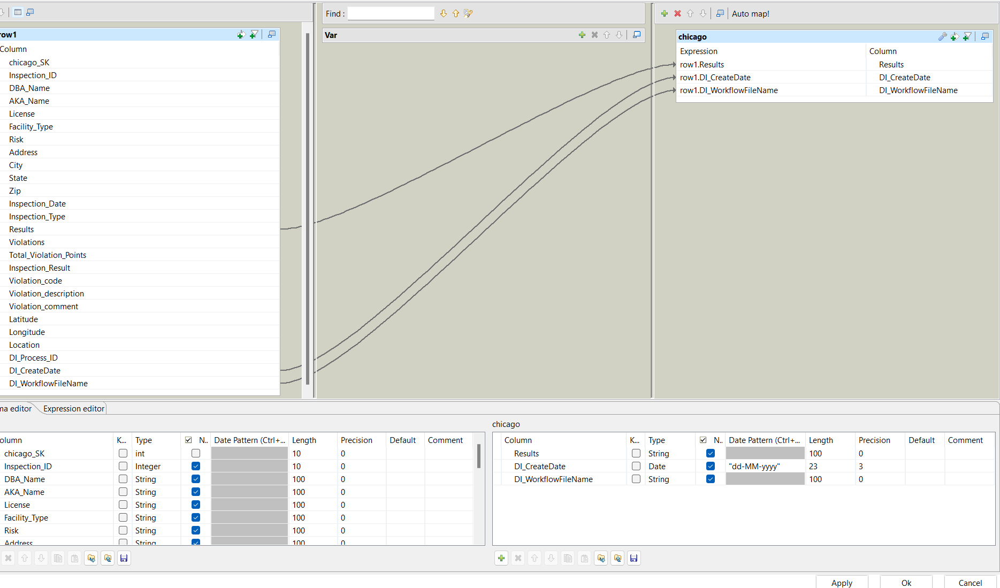 Find :
Auto map!
row1
Column
chicago_SK
Inspection_ID
DBA_Name
AKA_Name
License
Facility_Type
Risk
Address
City
State
Zip
Inspection_Date
Inspection_Type
Results
Violations
Total_Violation_Points
Inspection_Result
Violation_code
Violation_description
Violation_comment
Latitude
Longitude
Location
DI_Process_ID
DI_CreateDate
DI_WorkflowFileName
Var
chicago
Expression Column
row1.Results Results
row1.DI_CreateDate DI_CreateDate
row1.DI_WorkflowFileName DI_WorkflowFileName
ma editor Expression editor
olumn K... Type N.. Date Pattern (Ctrl+... Length Precision Default Comment
chicago_SK int 10 0
Inspection_ID Integer 10 0
DBA_Name String 100 0
AKA_Name String 100 0
License String 100 0
Facility_Type String 100 0
Risk String 100 0
Address String 100 0
chicago
Column K... Type N.. Date Pattern (Ctrl+... Length Precision Default Comment
Results String 100 0
DI_CreateDate Date "dd-MM-yyyy" 23 3
DI_WorkflowFileName String 100 0
Apply Ok Cancel